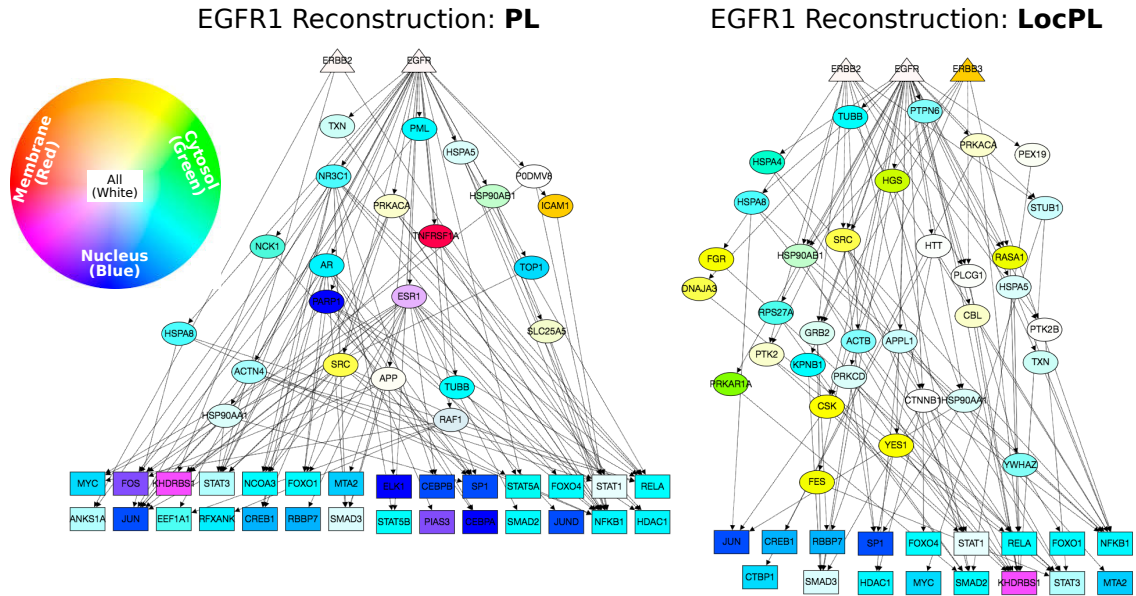 EGFR1 Reconstruction: PL
EGFR1 Reconstruction: LocPL
Membrane
(Red)
Cytosol
(Green)
All
(White)
Nucleus
(Blue)
ERBB2
EGFR
TXN
PML
HSPA5
NR3C1
P0DMV8
HSP90AB1
PRKACA
ICAM1
TNFRSF1A
NCK1
AR
TOP1
PARP1
ESR1
HSPA8
SLC25A5
SRC
ACTN4
APP
TUBB
HSP90AA1
RAF1
MYC
FOS
KHDRBS1
STAT3
NCOA3
FOXO1
MTA2
ELK1
CEBPB
SP1
STAT5A
FOXO4
STAT1
RELA
ANKS1A
JUN
EEF1A1
RFXANK
CREB1
RBBP7
SMAD3
STAT5B
PIAS3
CEBPA
SMAD2
JUND
NFKB1
HDAC1
ERBB2
EGFR
ERBB3
TUBB
PTPN6
PRKACA
PEX19
HSPA4
HGS
HSPA8
STUB1
SRC
HTT
FGR
HSP90AB1
RASA1
PLCG1
DNAJA3
HSPA5
RPS27A
CBL
GRB2
PTK2B
ACTB
APPL1
PTK2
KPNB1
TXN
PRKCD
PRKAR1A
CTNNB1
HSP90AA1
CSK
YES1
YWHAZ
FES
JUN
CREB1
RBBP7
SP1
FOXO4
STAT1
RELA
FOXO1
NFKB1
CTBP1
SMAD3
HDAC1
MYC
SMAD2
KHDRBS1
STAT3
MTA2